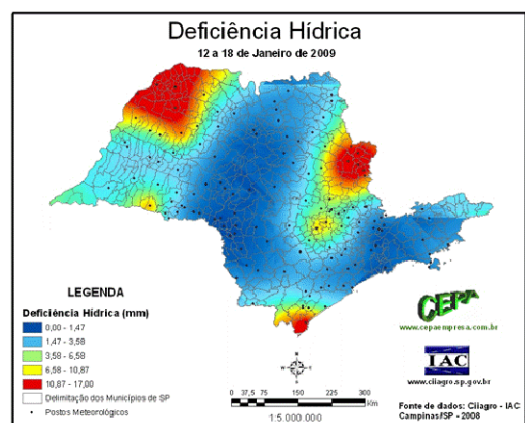 Deficiência Hídrica
12 a 18 de Janeiro de 2009
LEGENDA
Deficiência Hídrica (mm)
0,00 - 1,47
1,47 - 3,58
3,58 - 6,58
6,58 - 10,87
10,87 - 17,00
Delimitação dos Municípios de SP
Postos Meteorológicos
N
W
E
S
0 37,5 75 150 225 300
Km
1:5.000.000
CEPA
www.cepaempresa.com.br
IAC
www.ciiagro.sp.gov.br
Fonte de dados: Ciiagro - IAC
Campinas/SP - 2008